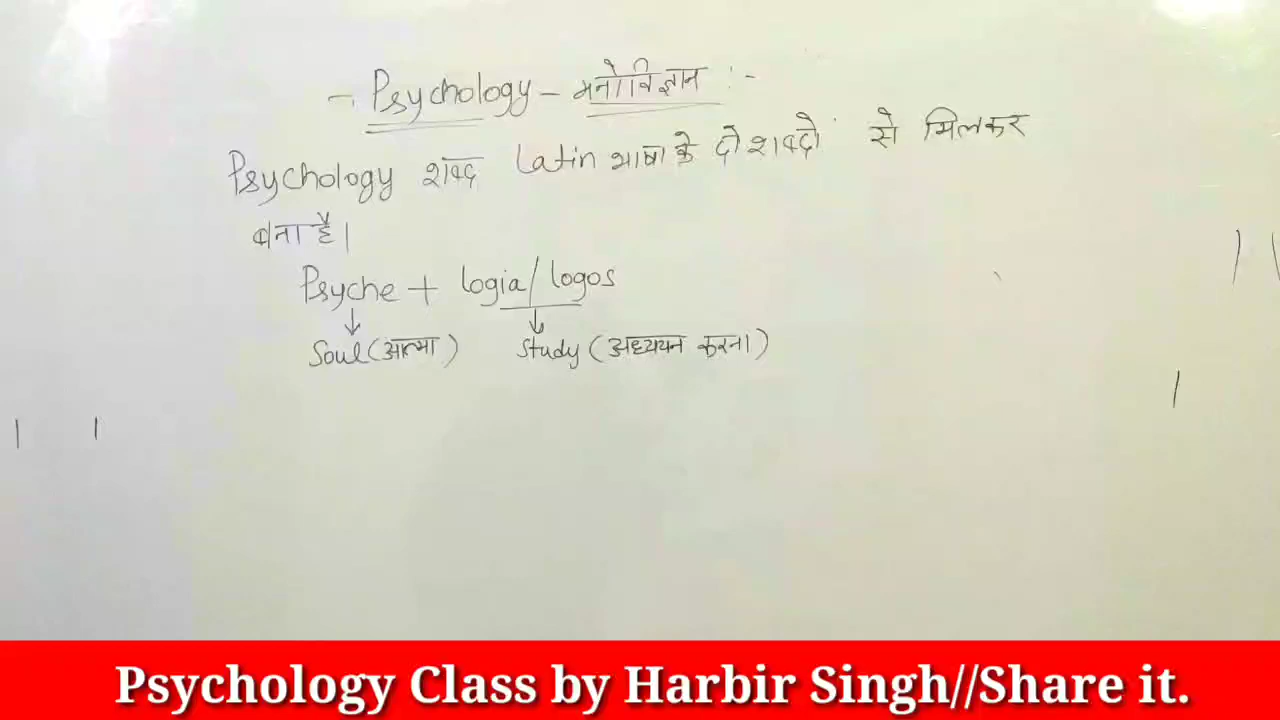 - Psychology - मनोविज्ञान :-
Psychology शब्द Latin भाषा के दो शब्दों से मिलकर
बना है।
Psyche + logia/logos
↓ ↓
Soul(आत्मा) Study (अध्ययन करना)
Psychology Class by Harbir Singh//Share it.